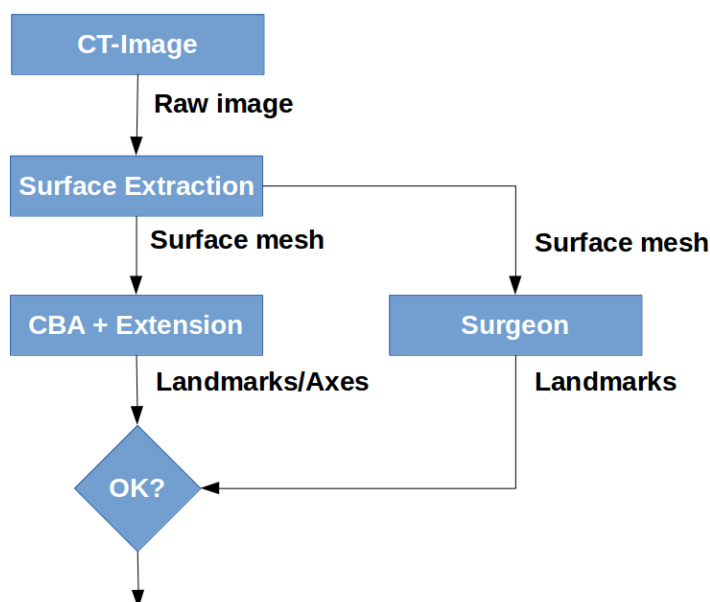 CT-Image
Raw image
Surface Extraction
Surface mesh
Surface mesh
CBA + Extension
Surgeon
Landmarks/Axes
Landmarks
OK?